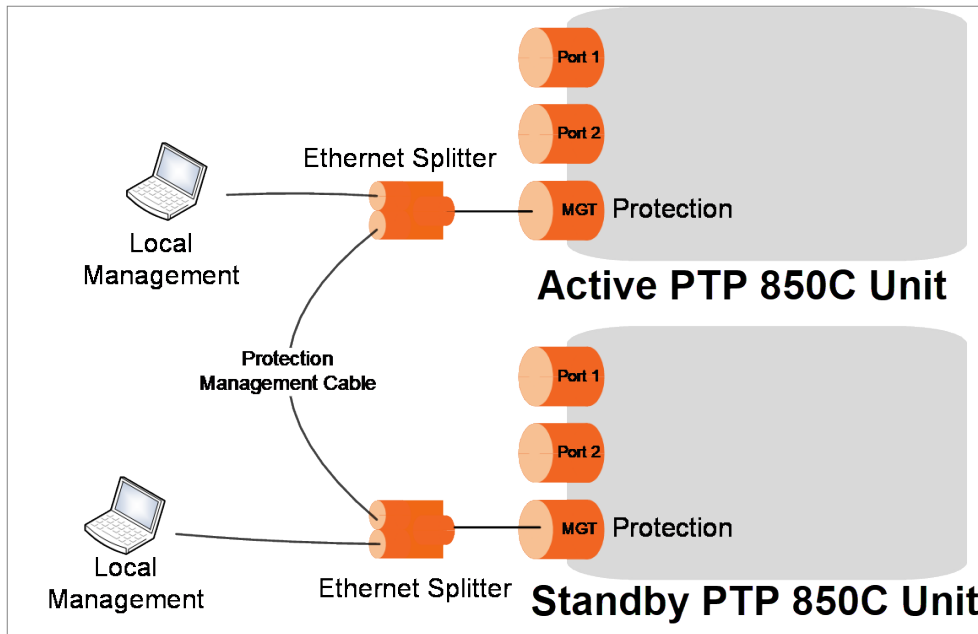 Port 1
Port 2
Ethernet Splitter
MGT
Protection
Local
Management
Active PTP 850C Unit
Protection
Management Cable
Port 1
Port 2
MGT
Protection
Local
Management
Ethernet Splitter
Standby PTP 850C Unit